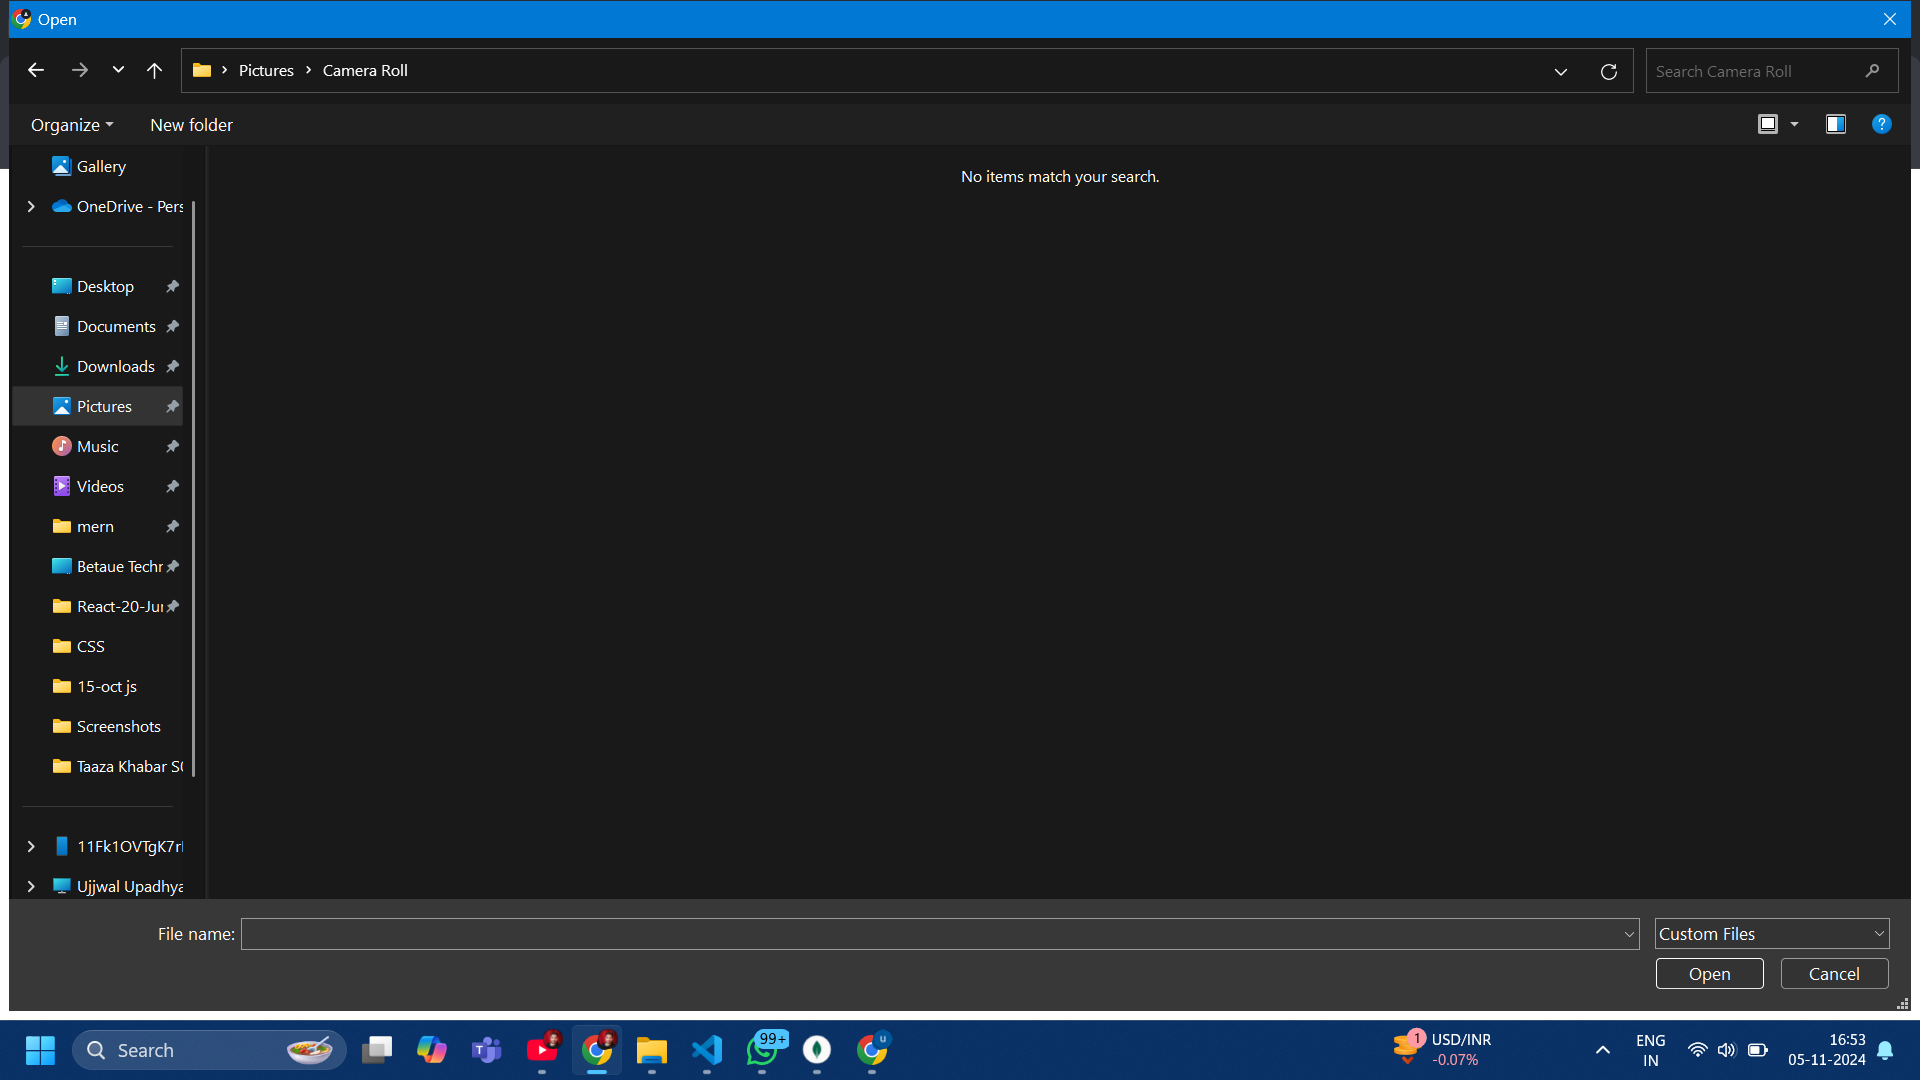 Open
Pictures
Camera Roll
Search Camera Roll
Organize
New folder
Gallery
OneDrive - Pers
No items match your search.
Desktop
Documents
Downloads
Pictures
Music
Videos
mern
Betaue Techr
React-20-Jur
CSS
15-oct js
Screenshots
Taaza Khabar S0
11Fk1OVTgK7r
Ujjwal Upadhya
File name:
Custom Files
Open
Cancel
Search
99+
u
1
USD/INR
-0.07%
ENG
IN
16:53
05-11-2024